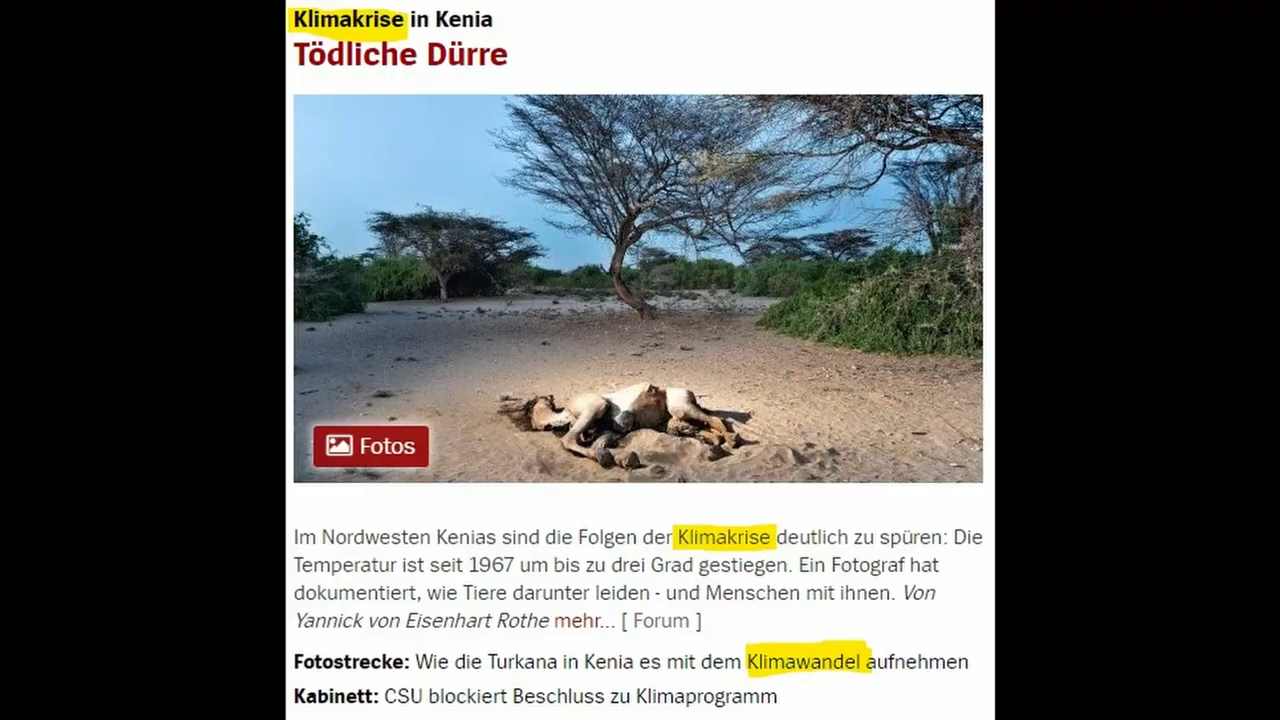 Klimakrise in Kenia
Tödliche Dürre
Fotos
Im Nordwesten Kenias sind die Folgen der Klimakrise deutlich zu spüren: Die
Temperatur ist seit 1967 um bis zu drei Grad gestiegen. Ein Fotograf hat
dokumentiert, wie Tiere darunter leiden - und Menschen mit ihnen. Von
Yannick von Eisenhart Rothe mehr... [ Forum ]
Fotostrecke: Wie die Turkana in Kenia es mit dem Klimawandel aufnehmen
Kabinett: CSU blockiert Beschluss zu Klimaprogramm